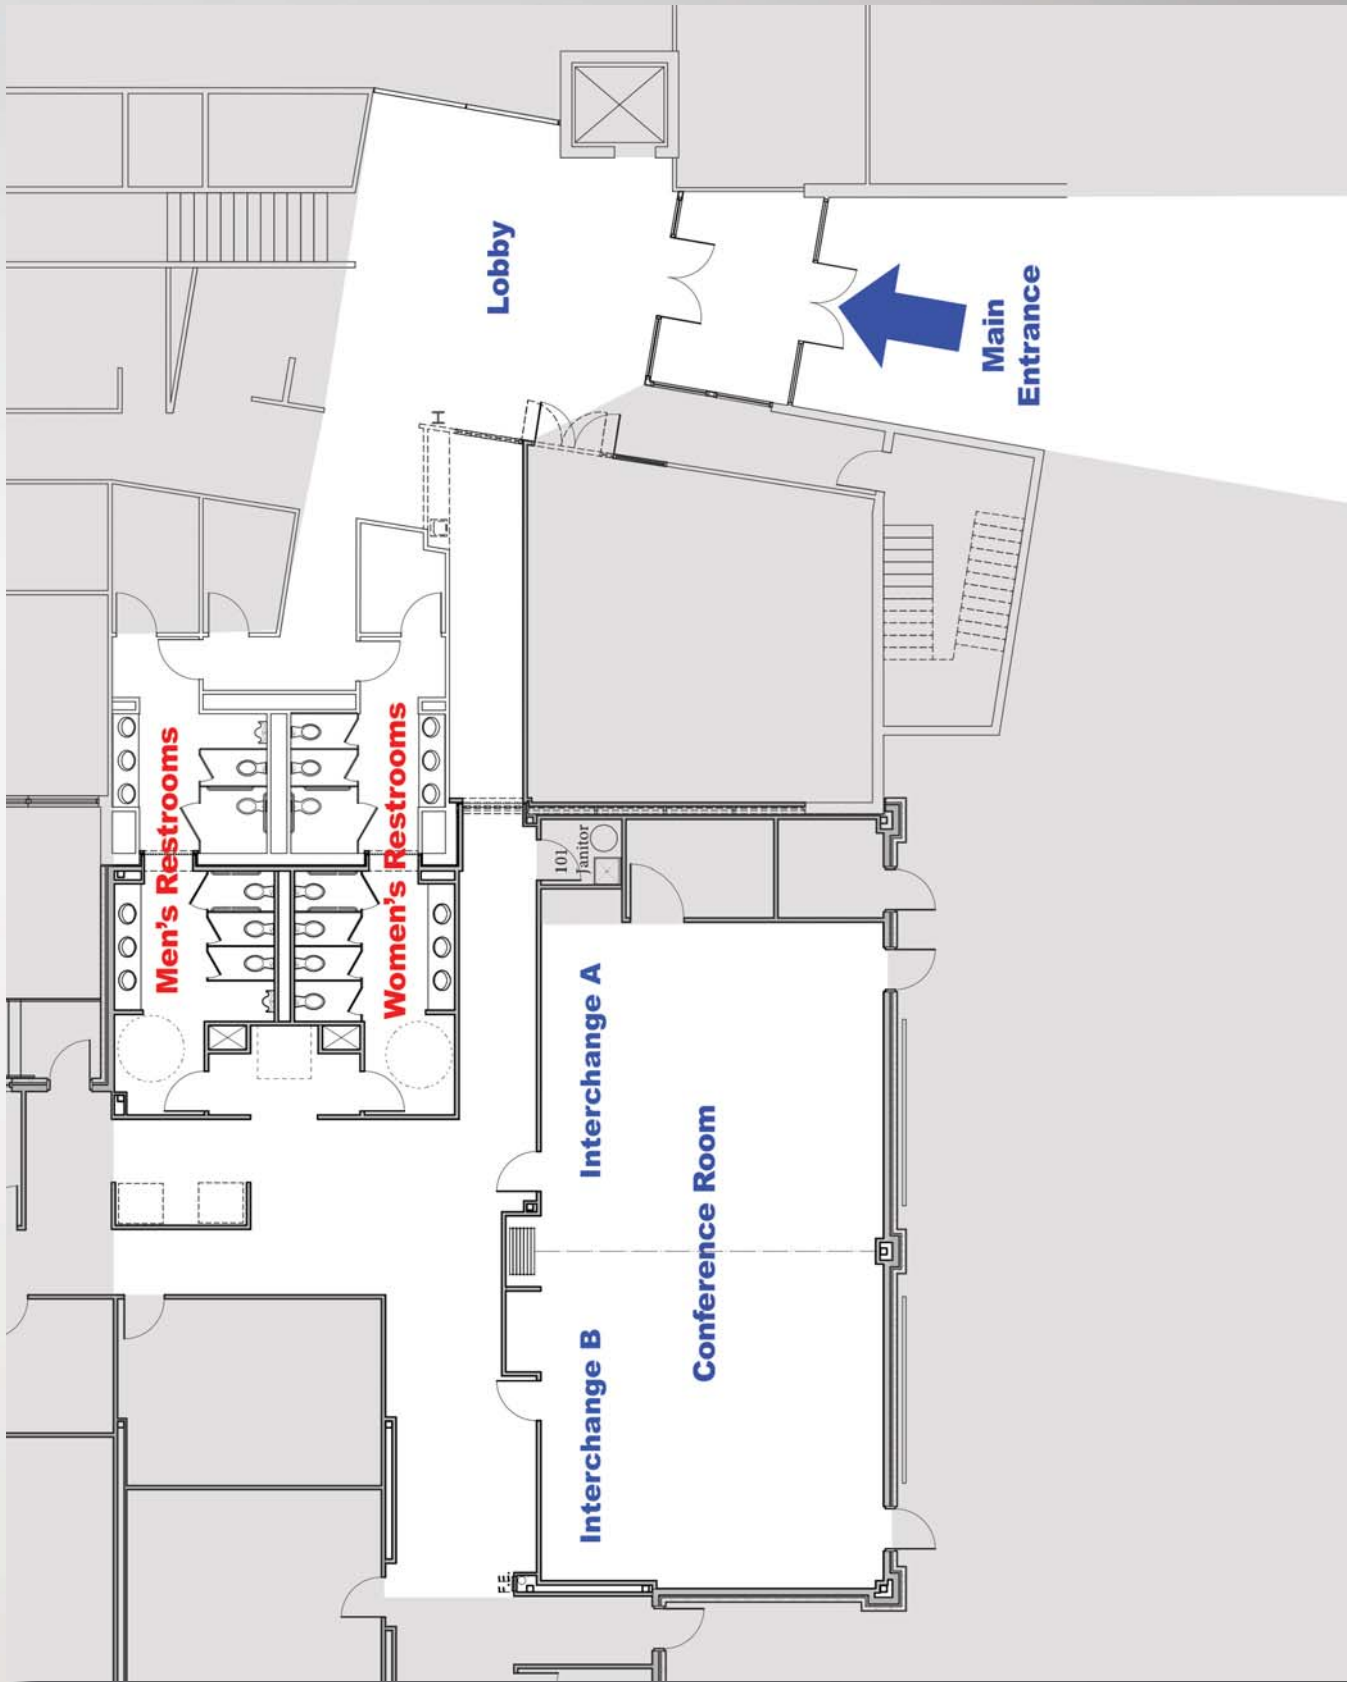 Lobby
Main
Entrance
Men's Restrooms
Women's Restrooms
101
Janitor
Interchange A
Conference Room
Interchange B
F.E.